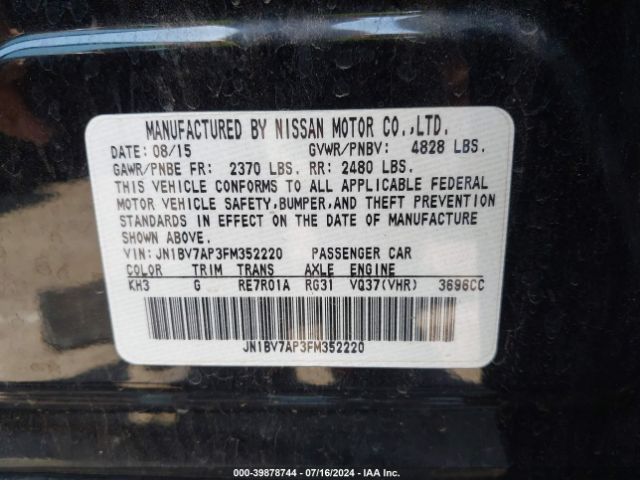 MANUFACTURED BY NISSAN MOTOR CO.,LTD.
DATE: 08/15 GVWR/PNBV: 4828 LBS.
GAWR/PNBE FR: 2370 LBS. RR: 2480 LBS.
THIS VEHICLE CONFORMS TO ALL APPLICABLE FEDERAL
MOTOR VEHICLE SAFETY,BUMPER,AND THEFT PREVENTION
STANDARDS IN EFFECT ON THE DATE OF MANUFACTURE
SHOWN ABOVE.
VIN: JN1BV7AP3FM352220 PASSENGER CAR
COLOR TRIM TRANS AXLE ENGINE
KH3 G RE7R01A RG31 VQ37(VHR) 3696CC
JN1BV7AP3FM352220
000-39878744 - 07/16/2024 - IAA Inc.